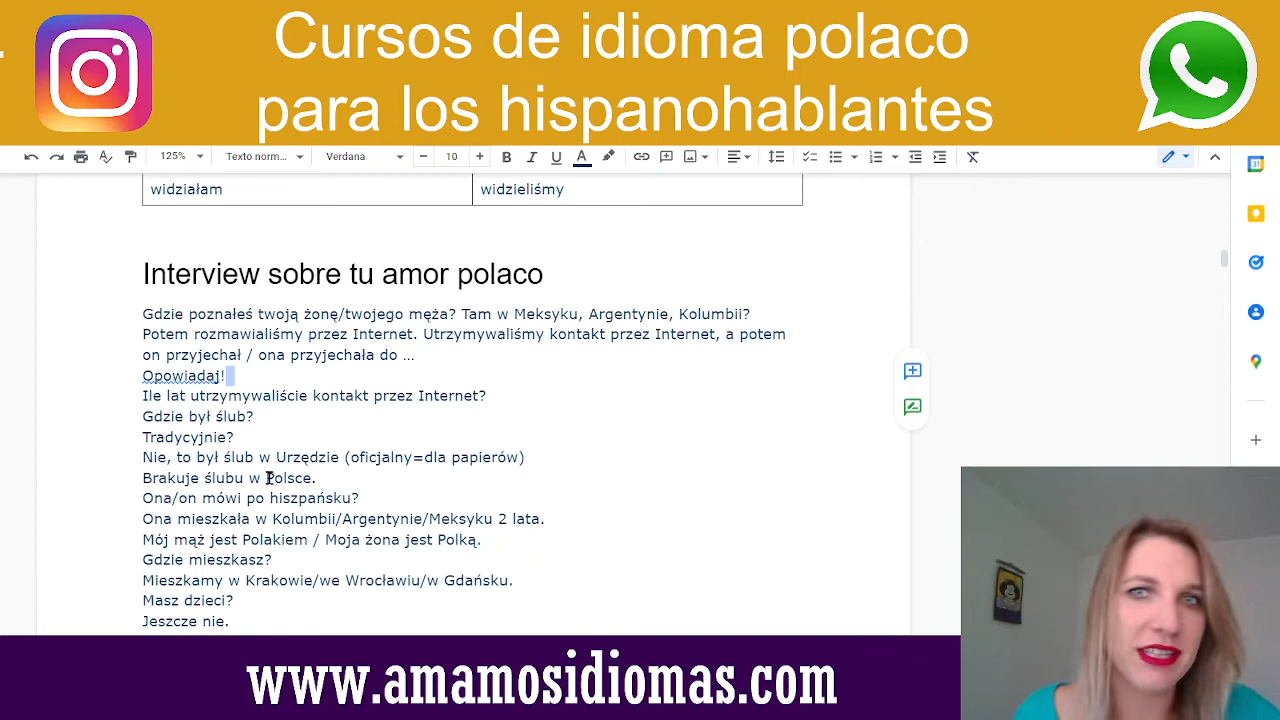 Cursos de idioma polaco
para los hispanohablantes
125% Texto norm... Verdana 10 B I U A
widziałam widzieliśmy
Interview sobre tu amor polaco
Gdzie poznałeś twoją żonę/twojego męża? Tam w Meksyku, Argentynie, Kolumbii?
Potem rozmawialiśmy przez Internet. Utrzymywaliśmy kontakt przez Internet, a potem
on przyjechał / ona przyjechała do ...
Opowiadaj!
Ile lat utrzymywaliście kontakt przez Internet?
Gdzie był ślub?
Tradycyjnie?
Nie, to był ślub w Urzędzie (oficjalny=dla papierów)
Brakuje ślubu w Polsce.
Ona/on mówi po hiszpańsku?
Ona mieszkała w Kolumbii/Argentynie/Meksyku 2 lata.
Mój mąż jest Polakiem / Moja żona jest Polką.
Gdzie mieszkasz?
Mieszkamy w Krakowie/we Wrocławiu/w Gdańsku.
Masz dzieci?
Jeszcze nie.
www.amamosidiomas.com